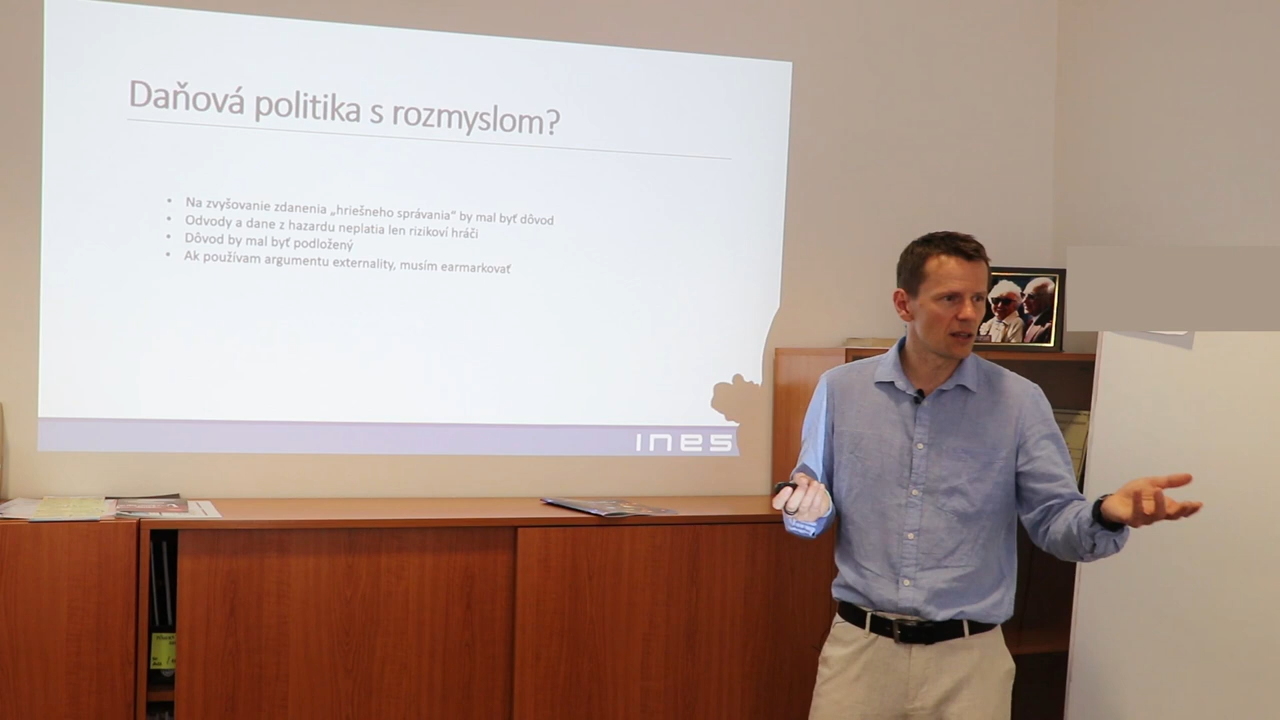 Daňová politika s rozmyslom?
• Na zvyšovanie zdanenia „hriešneho správania“ by mal byť dôvod
• Odvody a dane z hazardu neplatia len rizikoví hráči
• Dôvod by mal byť podložený
• Ak používam argumentu externality, musím earmarkovať
INES